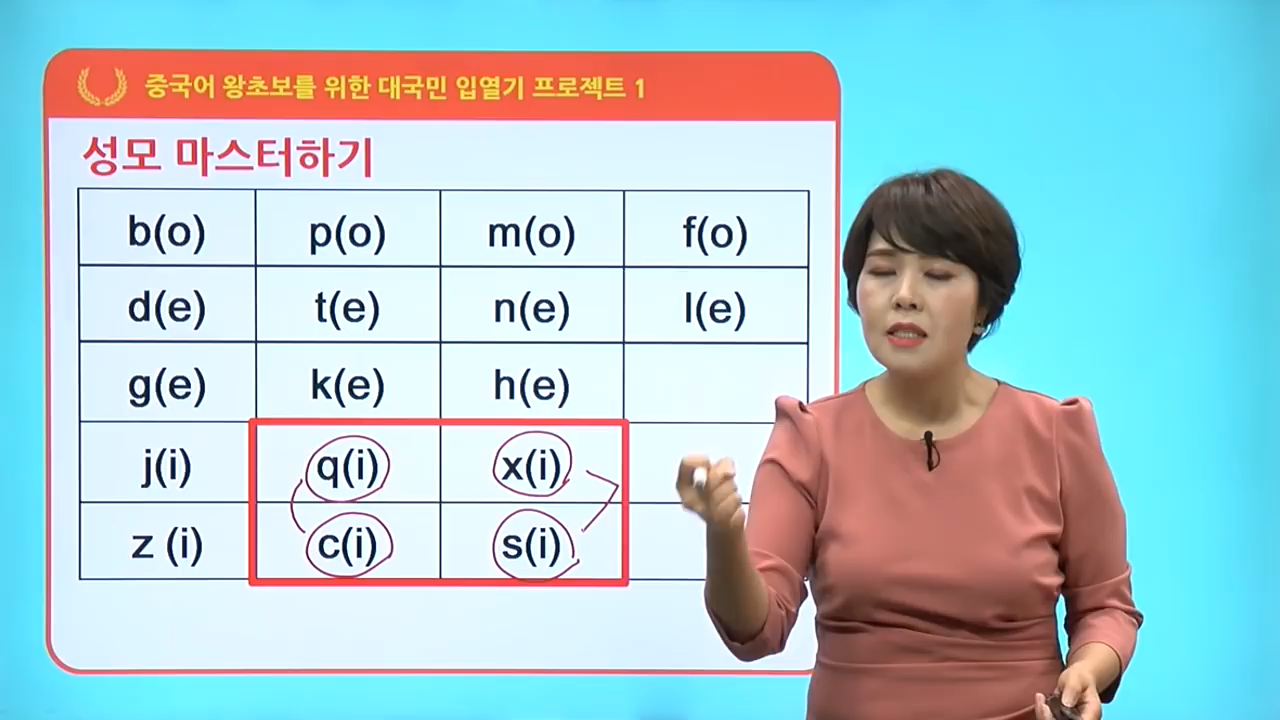 중국어 왕초보를 위한 대국민 입열기 프로젝트 1
성모 마스터하기
b(o) p(o) m(o) f(o)
d(e) t(e) n(e) l(e)
g(e) k(e) h(e)
j(i) q(i) x(i)
z (i) c(i) s(i)